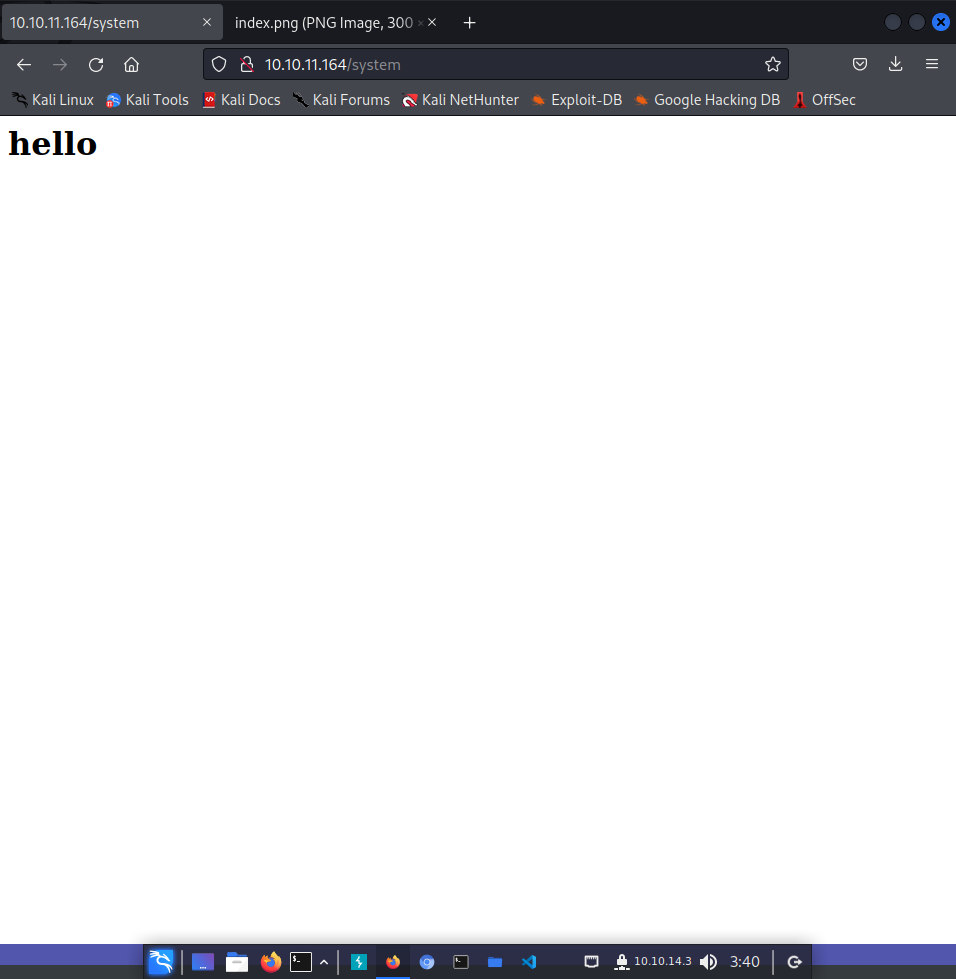 10.10.11.164/system
index.png (PNG Image, 300
10.10.11.164/system
Kali Linux Kali Tools Kali Docs Kali Forums Kali NetHunter Exploit-DB Google Hacking DB OffSec
hello
10.10.14.3 3:40